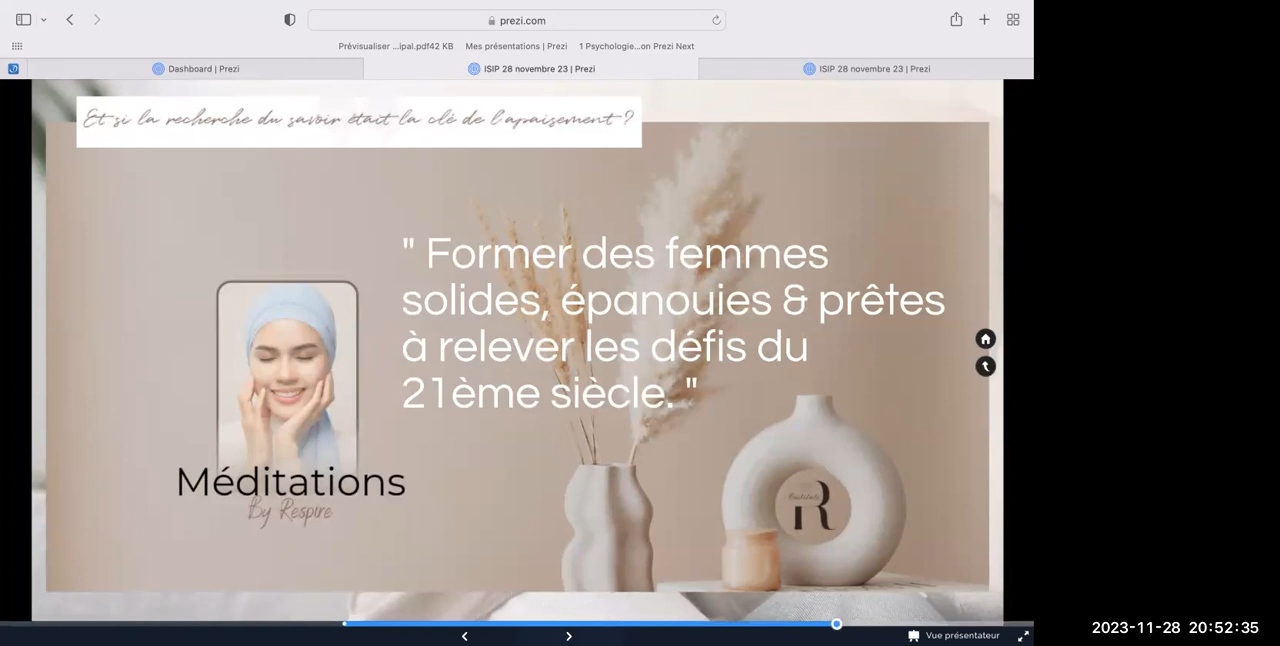 prezi.com
Prévisualiser ...ipal.pdf42 KB Mes présentations | Prezi 1 Psychologie...on Prezi Next
Dashboard | Prezi ISIP 28 novembre 23 | Prezi ISIP 28 novembre 23 | Prezi
Et si la recherche du savoir était la clé de l'apaisement ?
" Former des femmes
solides, épanouies & prêtes
à relever les défis du
21ème siècle. "
Méditations
By Respire
Institut
R
Vue présentateur
2023-11-28 20:52:35